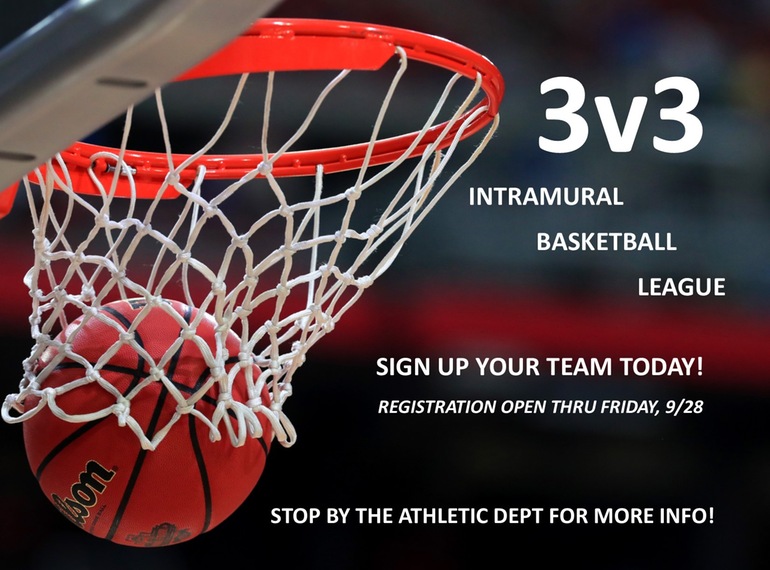 3v3
INTRAMURAL
BASKETBALL
LEAGUE
SIGN UP YOUR TEAM TODAY!
REGISTRATION OPEN THRU FRIDAY, 9/28
STOP BY THE ATHLETIC DEPT FOR MORE INFO!